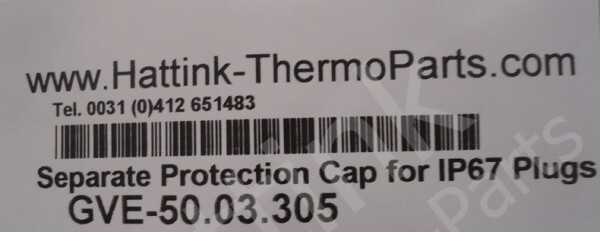 www.Hattink-ThermoParts.com
Tel. 0031 (0)412 651483
Separate Protection Cap for IP67 Plugs
GVE-50.03.305